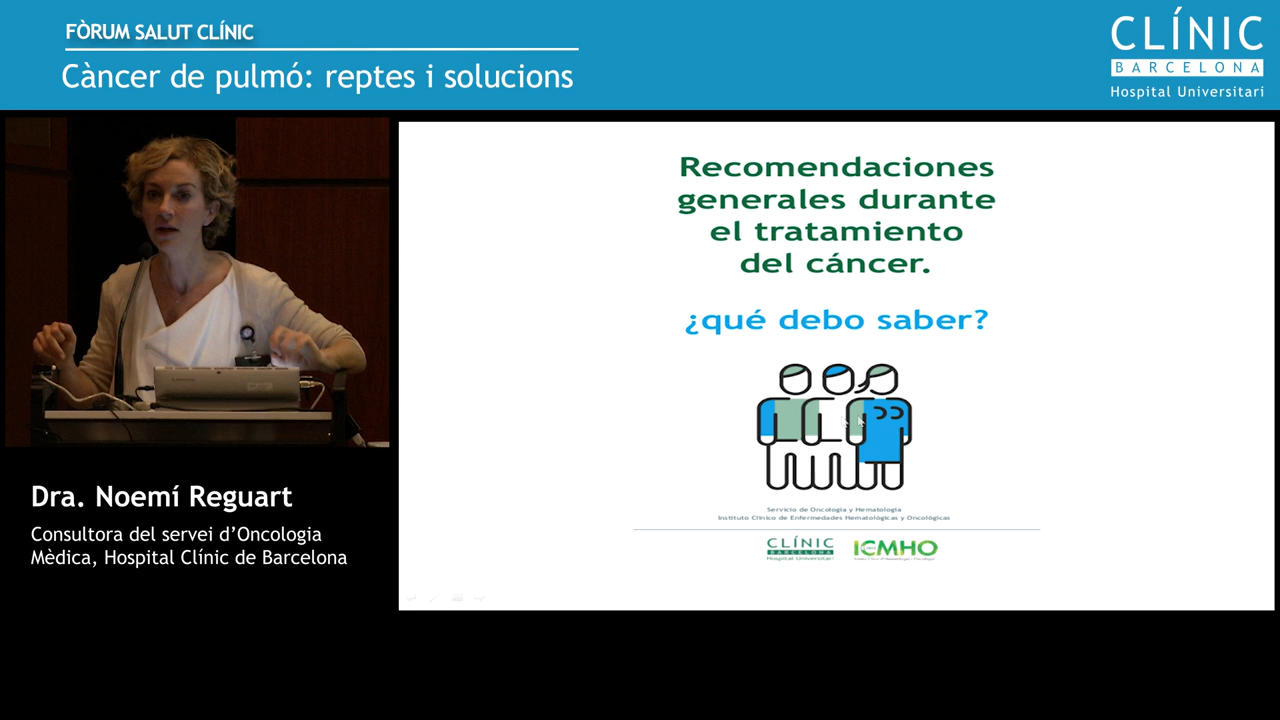 FÒRUM SALUT CLÍNIC
Càncer de pulmó: reptes i solucions
CLÍNIC
BARCELONA
Hospital Universitari
Recomendaciones
generales durante
el tratamiento
del cáncer.
¿qué debo saber?
Servicio de Oncología y Hematología
Instituto Clínico de Enfermedades Hematológicas y Oncológicas
CLÍNIC
BARCELONA
Hospital Universitari
ICMHO
Dra. Noemí Reguart
Consultora del servei d’Oncologia
Mèdica, Hospital Clínic de Barcelona